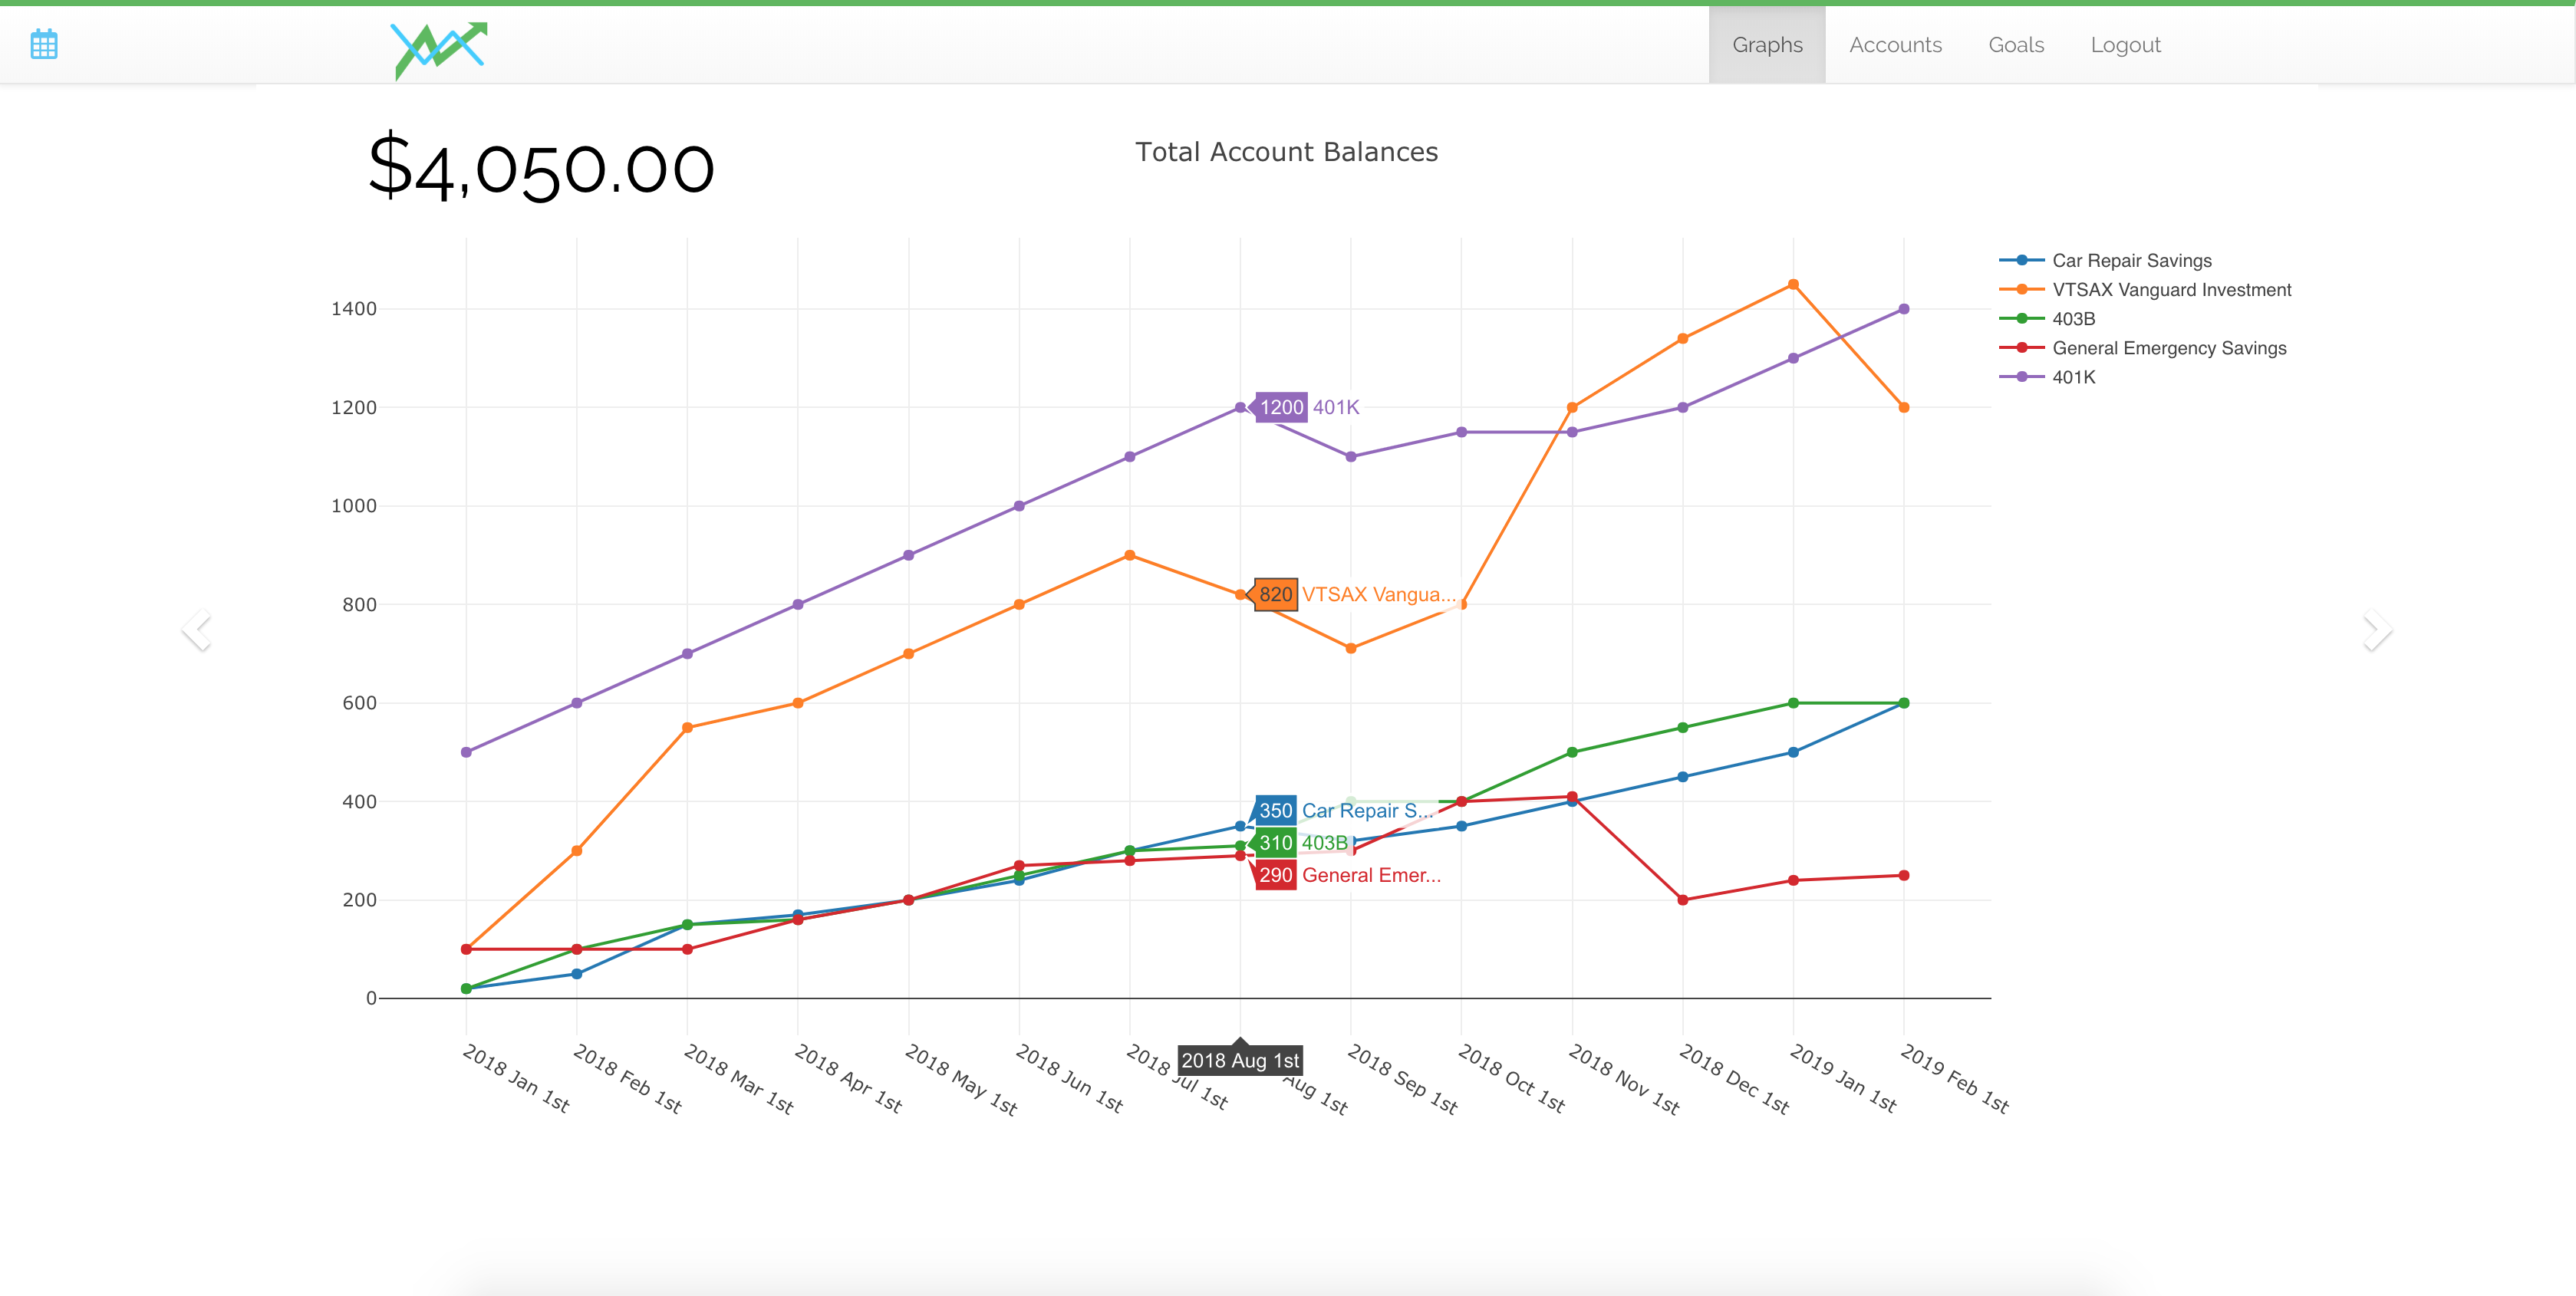 Graphs Accounts Goals Logout
$4,050.00
Total Account Balances
Car Repair Savings
VTSAX Vanguard Investment
403B
General Emergency Savings
401K
1400
1200
1000
800
600
400
200
0
1200 401K
820 VTSAX Vangua...
350 Car Repair S...
310 403B
290 General Emer...
2018 Jan 1st
2018 Feb 1st
2018 Mar 1st
2018 Apr 1st
2018 May 1st
2018 Jun 1st
2018 Jul 1st
2018 Aug 1st
Aug 1st
2018 Sep 1st
2018 Oct 1st
2018 Nov 1st
2018 Dec 1st
2019 Jan 1st
2019 Feb 1st